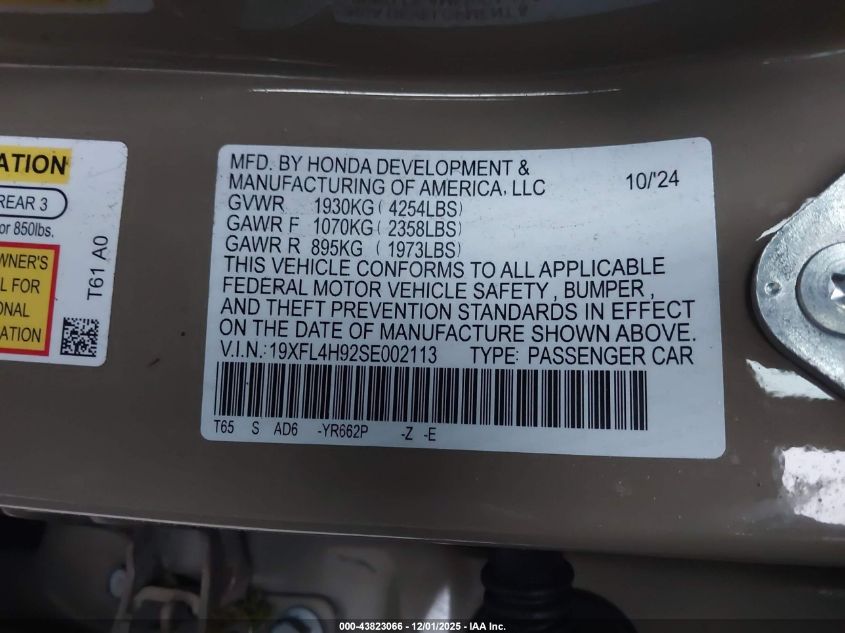 MFD. BY HONDA DEVELOPMENT &
MANUFACTURING OF AMERICA, LLC 10/'24
GVWR 1930KG ( 4254LBS)
GAWR F 1070KG ( 2358LBS)
GAWR R 895KG ( 1973LBS)
THIS VEHICLE CONFORMS TO ALL APPLICABLE
FEDERAL MOTOR VEHICLE SAFETY , BUMPER ,
AND THEFT PREVENTION STANDARDS IN EFFECT
ON THE DATE OF MANUFACTURE SHOWN ABOVE.
V.I.N.: 19XFL4H92SE002113 TYPE: PASSENGER CAR
T65 S AD6 -YR662P -Z -E
ATION
REAR 3
or 850lbs.
WNER'S
L FOR
ONAL
MATION
T61 A0
000-43823066 - 12/01/2025 - IAA Inc.